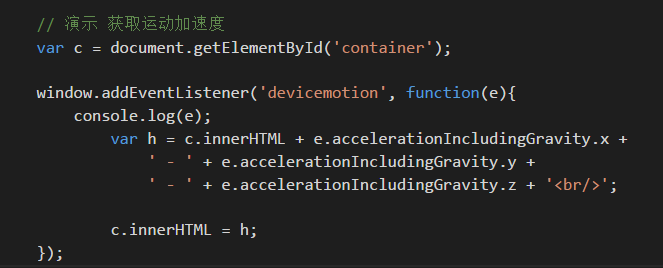 // 演示 获取运动加速度
var c = document.getElementById('container');
window.addEventListener('devicemotion', function(e){
console.log(e);
var h = c.innerHTML + e.accelerationIncludingGravity.x +
' - ' + e.accelerationIncludingGravity.y +
' - ' + e.accelerationIncludingGravity.z + '<br/>';
c.innerHTML = h;
});